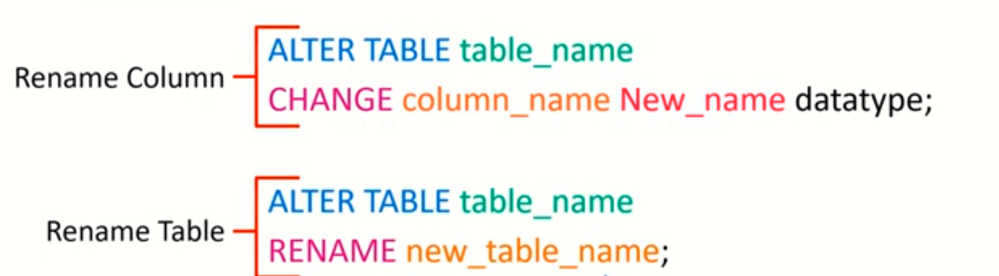 Rename Column
ALTER TABLE table_name
CHANGE column_name New_name datatype;
Rename Table
ALTER TABLE table_name
RENAME new_table_name;